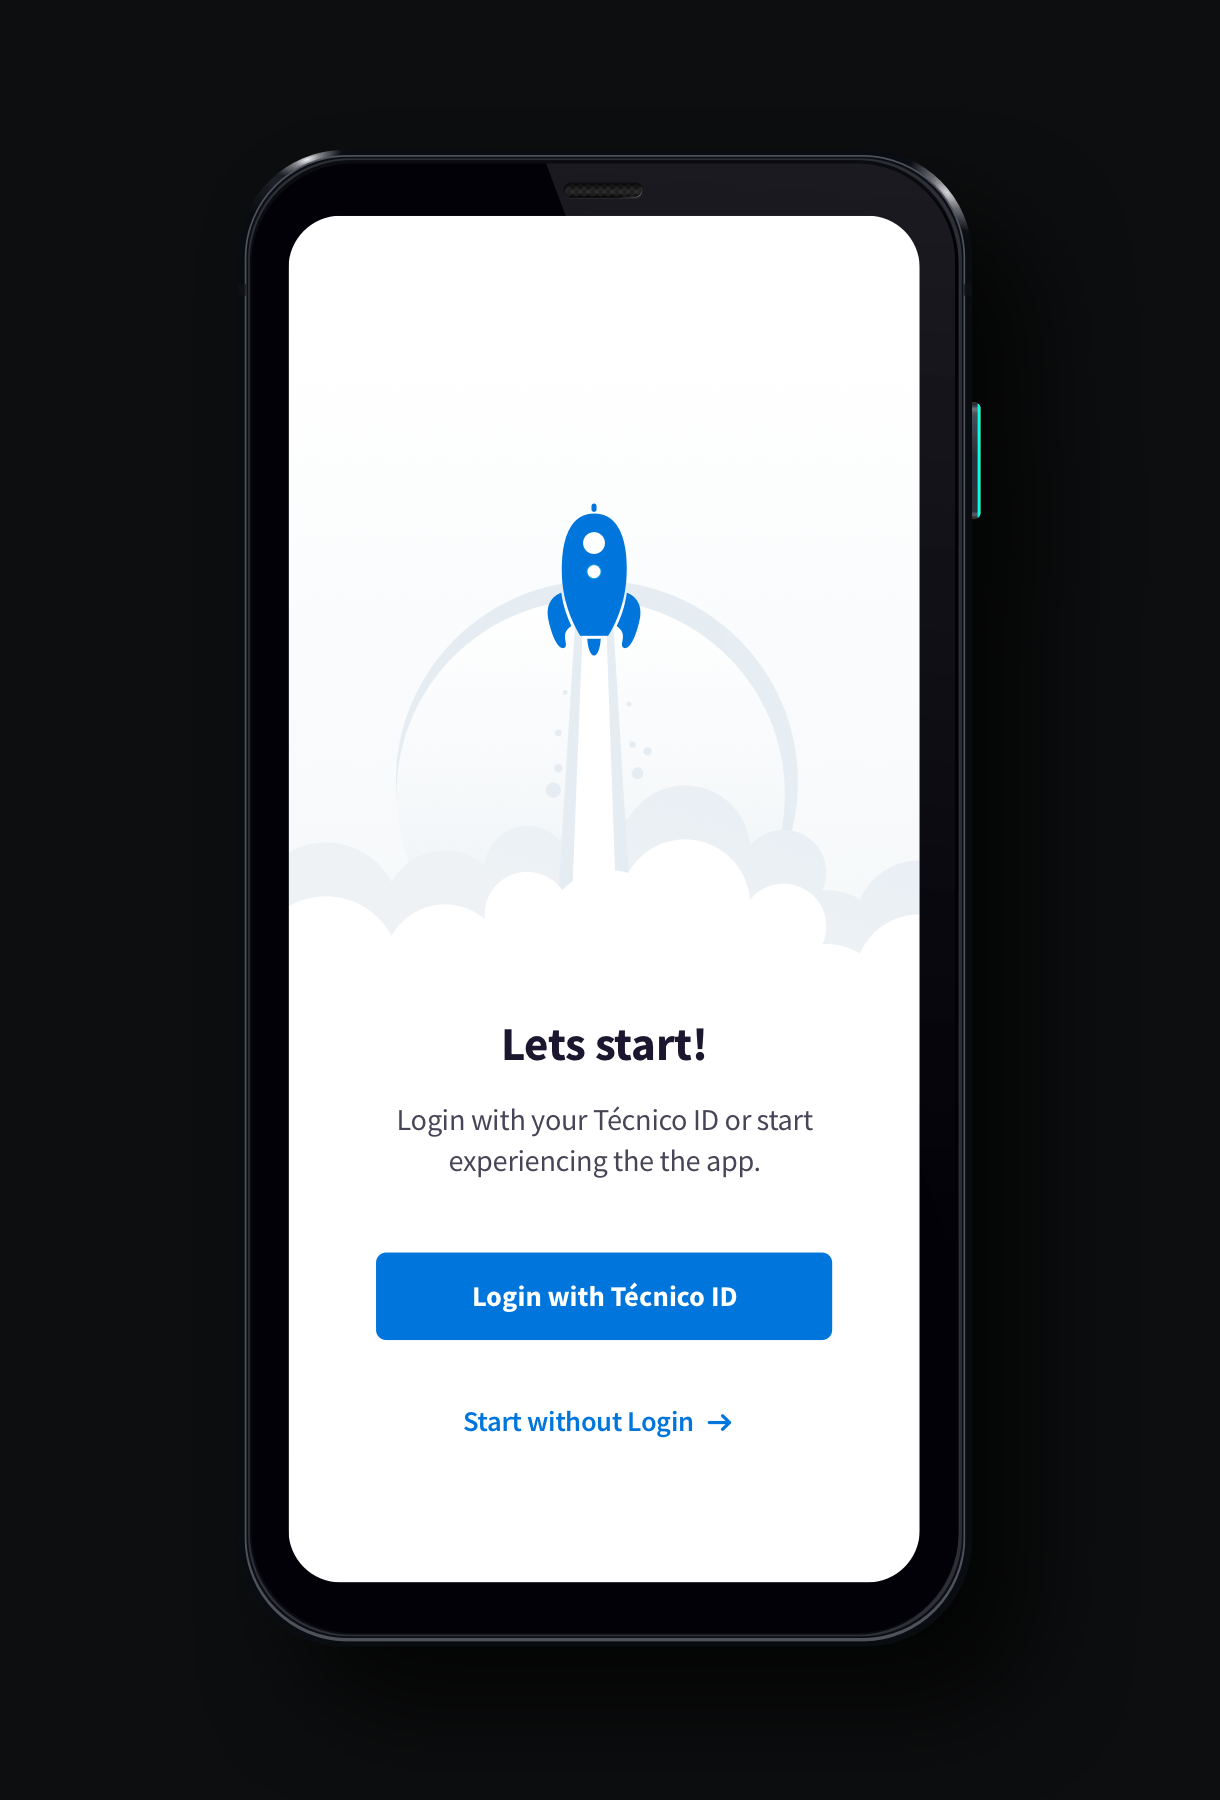 Lets start!
Login with your Técnico ID or start
experiencing the the app.
Login with Técnico ID
Start without Login →